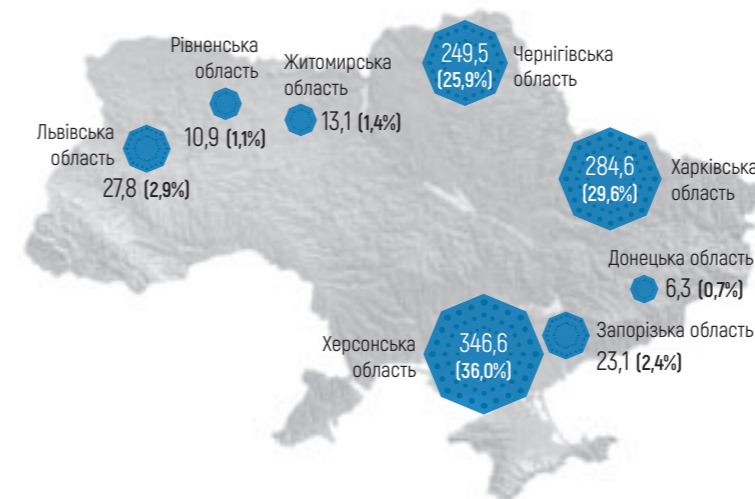 Рівненська
область
10,9 (1,1%)
Житомирська
область
13,1 (1,4%)
249,5
(25,9%)
Чернігівська
область
Львівська
область
27,8 (2,9%)
284,6
(29,6%)
Харківська
область
Донецька область
6,3 (0,7%)
Херсонська
область
346,6
(36,0%)
Запорізька область
23,1 (2,4%)